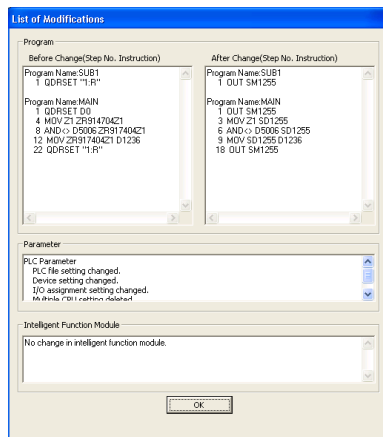 List of Modifications
Program
Before Change(Step No. Instruction)
After Change(Step No. Instruction)
Program Name:SUB1
1 QDRSET "1:R"
Program Name:MAIN
1 QDRSET D0
4 MOV Z1 ZR914704Z1
8 AND<> D5006 ZR917404Z1
12 MOV ZR917404Z1 D1236
22 QDRSET "1:R"
Program Name:SUB1
1 OUT SM1255
Program Name:MAIN
1 OUT SM1255
3 MOV Z1 SD1255
6 AND<> D5006 SD1255
9 MOV SD1255 D1236
18 OUT SM1255
Parameter
PLC Parameter
PLC file setting changed.
Device setting changed.
I/O assignment setting changed.
Multiple CPU setting deleted.
Intelligent Function Module
No change in intelligent function module.
OK